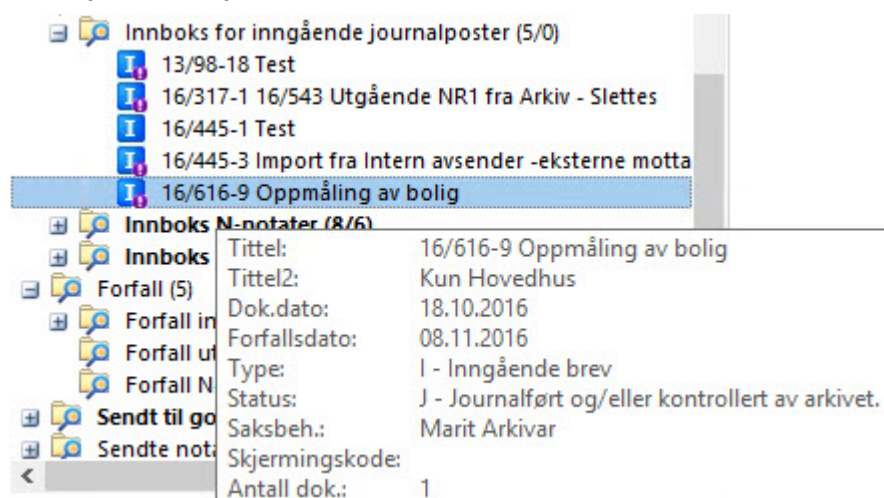 Innboks for inngående journalposter (5/0)
13/98-18 Test
16/317-1 16/543 Utgående NR1 fra Arkiv - Slettes
16/445-1 Test
16/445-3 Import fra Intern avsender -eksterne motta
16/616-9 Oppmåling av bolig
Innboks N-notater (8/6)
Innboks
Forfall (5)
Forfall in
Forfall ut
Forfall N
Sendt til go
Sendte nota
Tittel: 16/616-9 Oppmåling av bolig
Tittel2: Kun Hovedhus
Dok.dato: 18.10.2016
Forfallsdato: 08.11.2016
Type: I - Inngående brev
Status: J - Journalført og/eller kontrollert av arkivet.
Saksbeh.: Marit Arkivar
Skjermingskode:
Antall dok.: 1